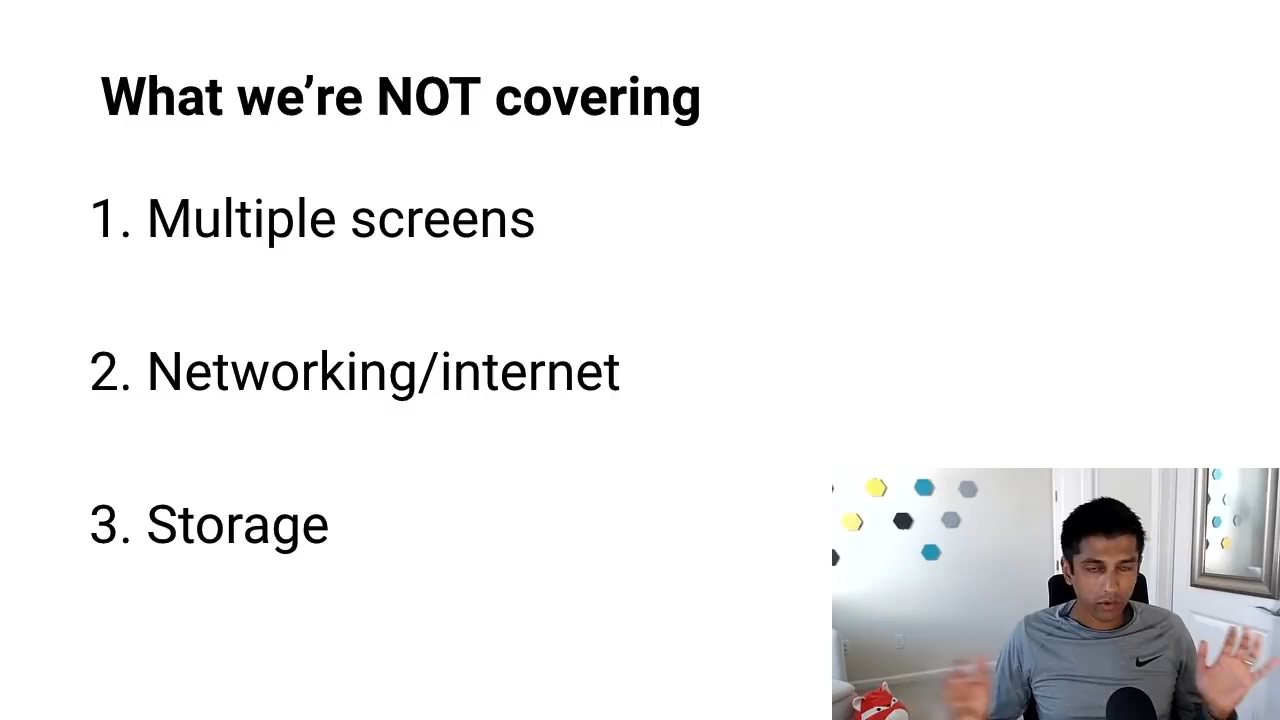 What we’re NOT covering
1. Multiple screens
2. Networking/internet
3. Storage